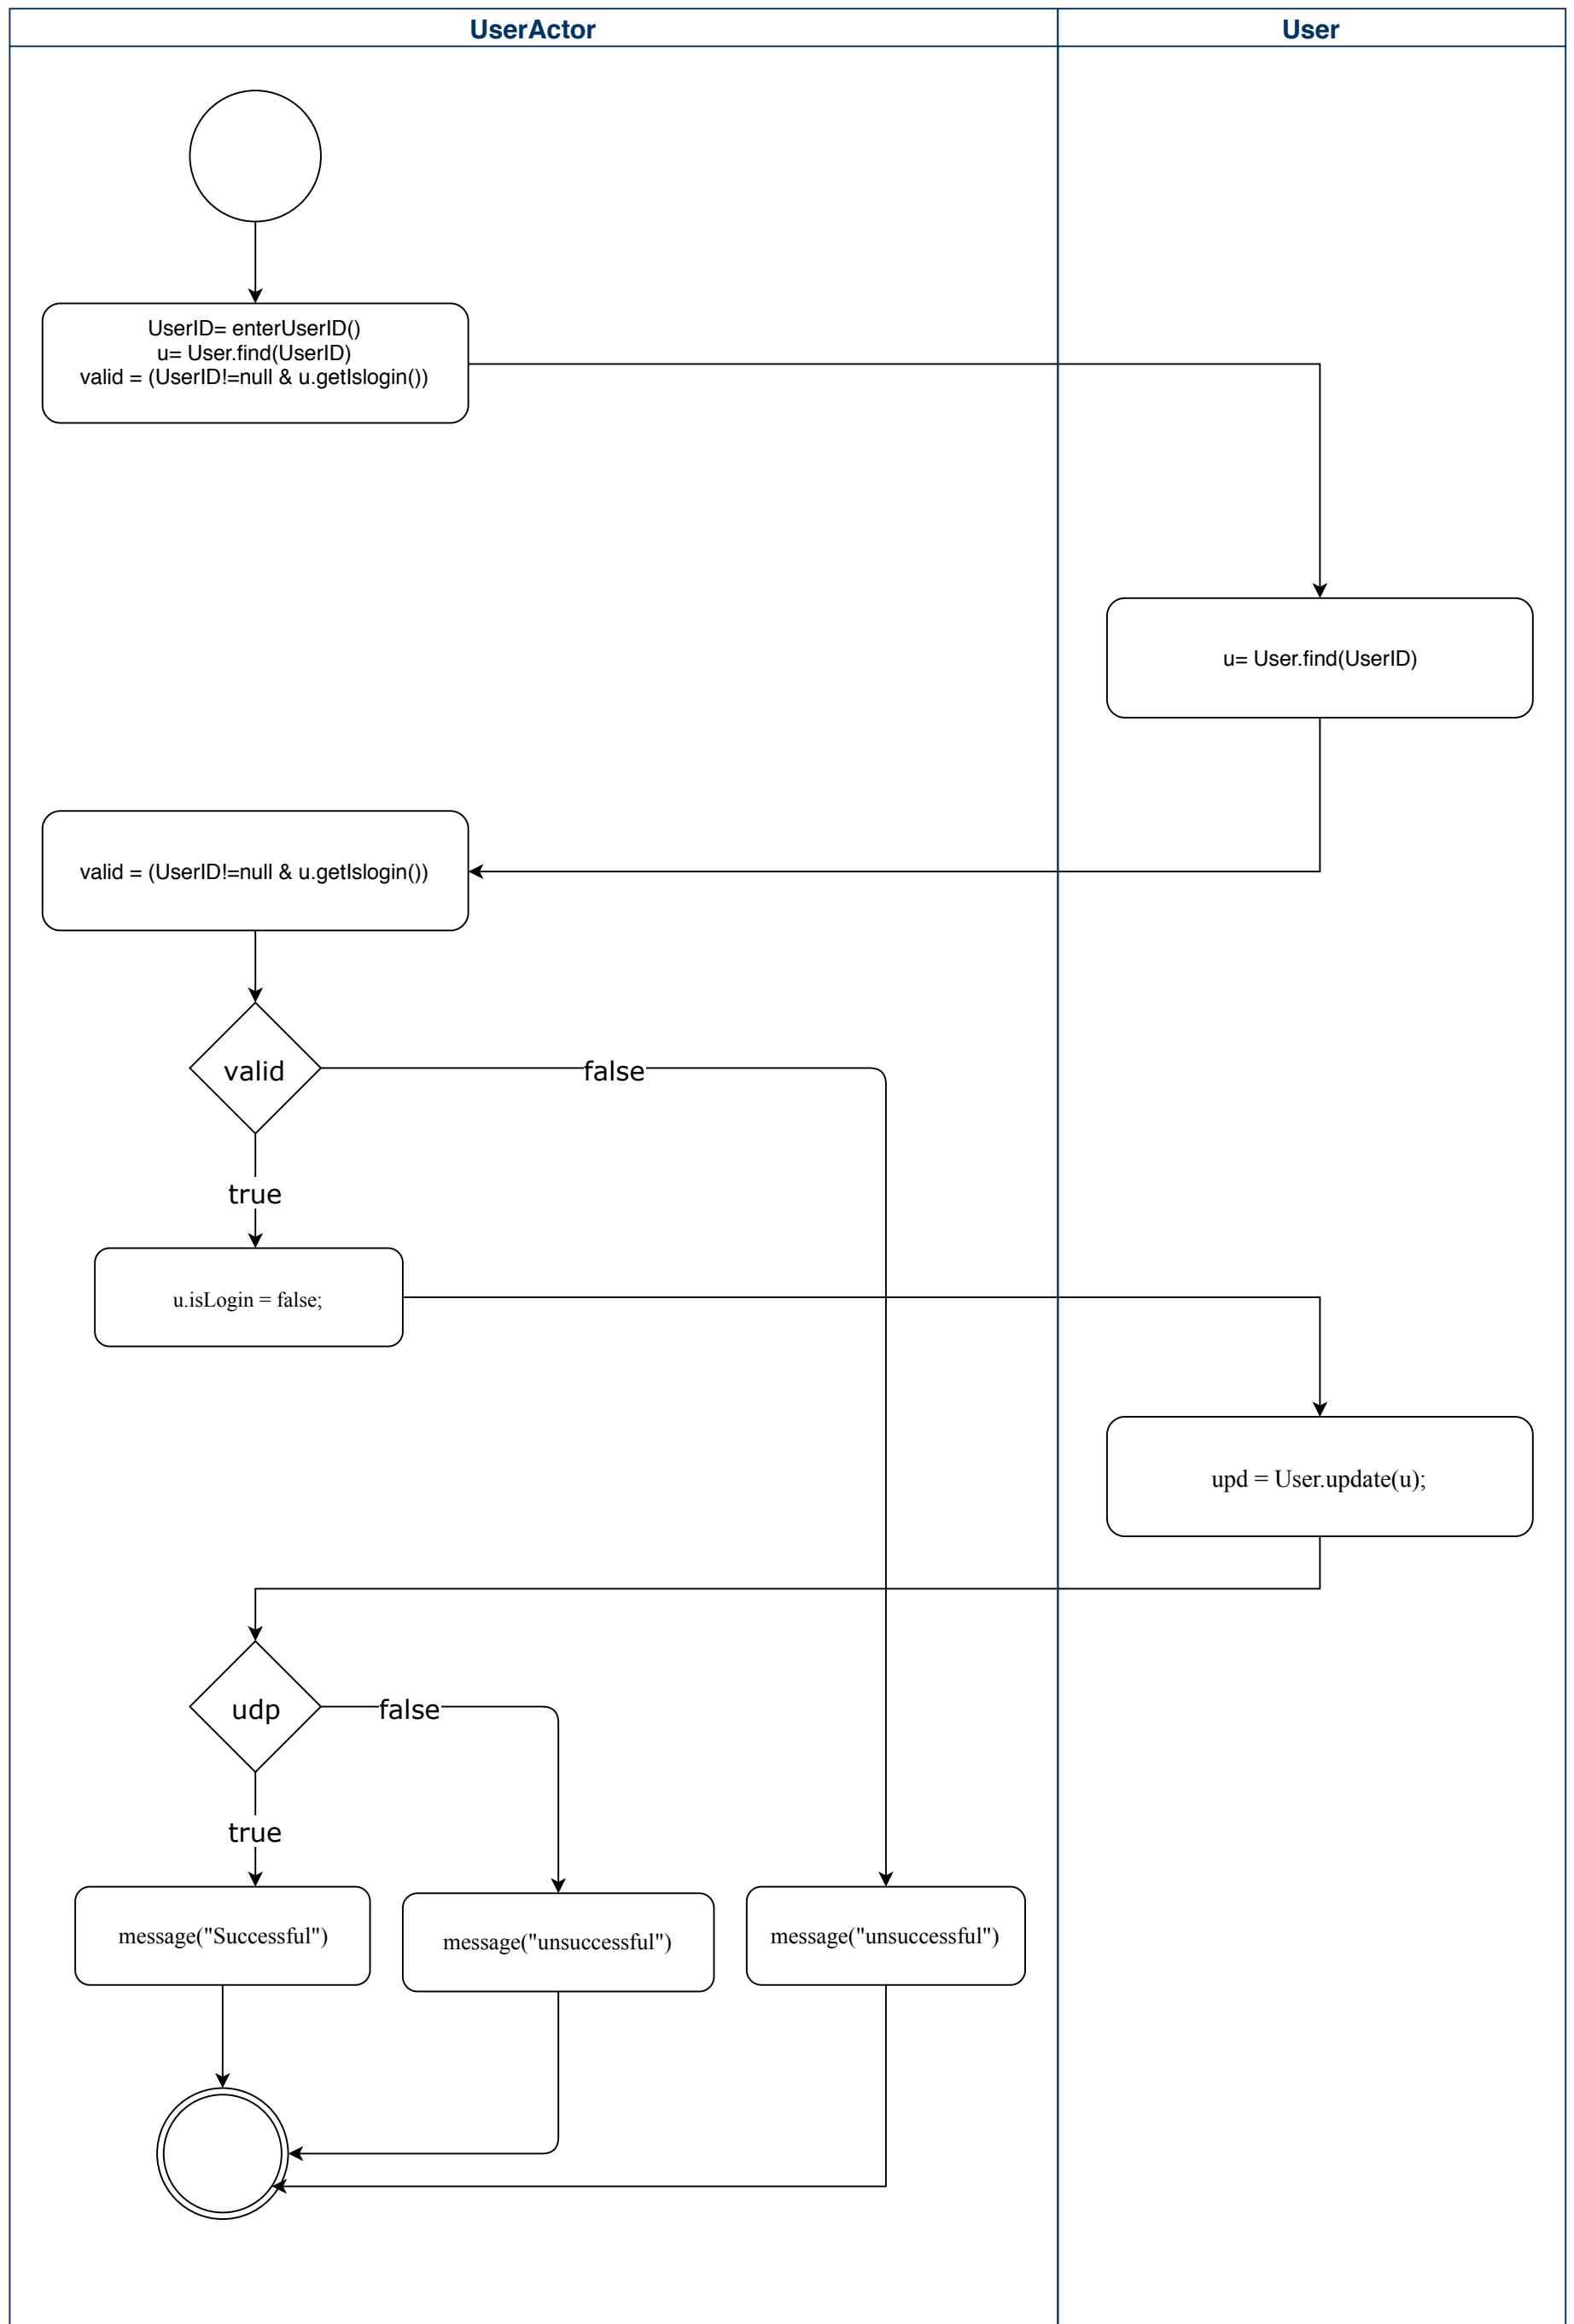 UserActor
User
UserID= enterUserID()
u= User.find(UserID)
valid = (UserID!=null & u.getIslogin())
u= User.find(UserID)
valid = (UserID!=null & u.getIslogin())
valid
false
true
u.isLogin = false;
upd = User.update(u);
udp
false
true
message("Successful")
message("unsuccessful")
message("unsuccessful")